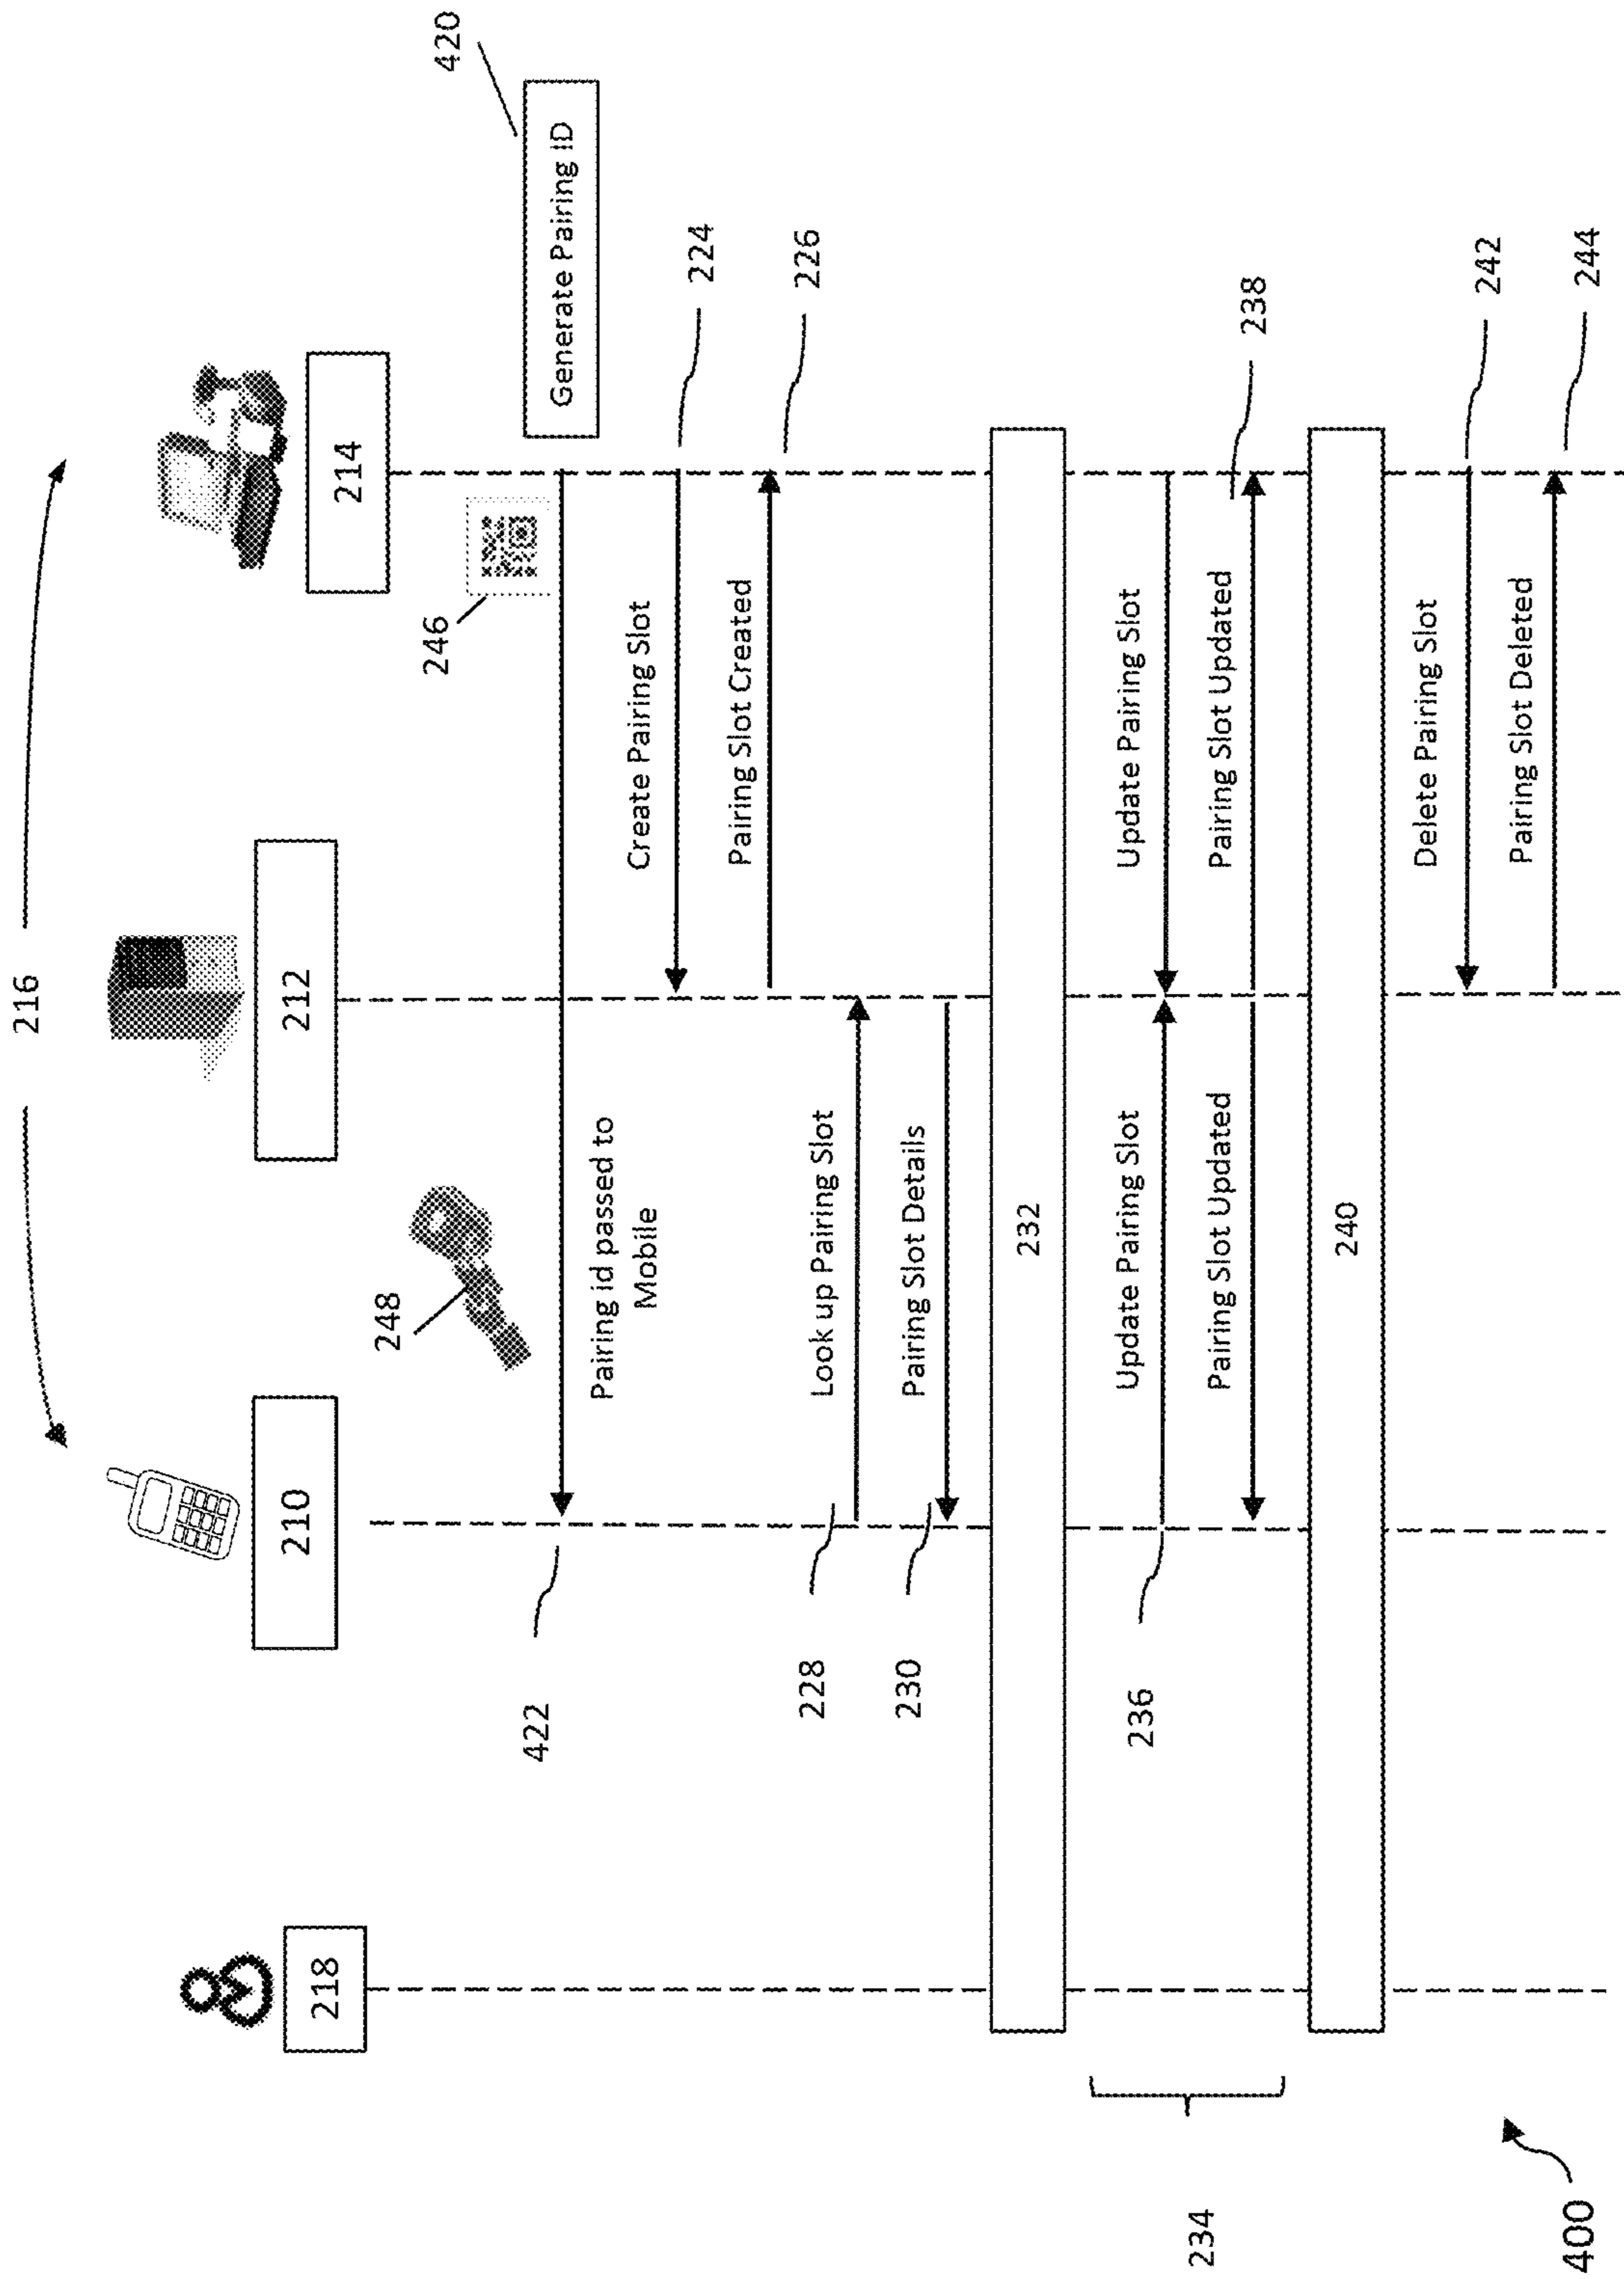 216
218
210
212
214
248
246
420
Generate Pairing ID
422
Pairing id passed to
Mobile
Create Pairing Slot
224
Pairing Slot Created
226
228
Look up Pairing Slot
230
Pairing Slot Details
232
234
236
Update Pairing Slot
Update Pairing Slot
Pairing Slot Updated
Pairing Slot Updated
238
240
Delete Pairing Slot
242
Pairing Slot Deleted
244
400